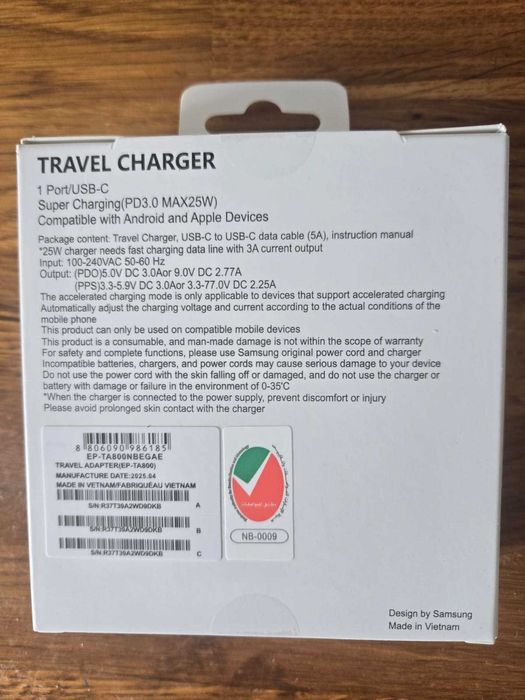 TRAVEL CHARGER
1 Port/USB-C
Super Charging(PD3.0 MAX25W)
Compatible with Android and Apple Devices
Package content: Travel Charger, USB-C to USB-C data cable (5A), instruction manual
*25W charger needs fast charging data line with 3A current output
Input: 100-240VAC 50-60 Hz
Output: (PDO)5.0V DC 3.0Aor 9.0V DC 2.77A
(PPS)3.3-5.9V DC 3.0Aor 3.3-77.0V DC 2.25A
The accelerated charging mode is only applicable to devices that support accelerated charging
Automatically adjust the charging voltage and current according to the actual conditions of the
mobile phone
This product can only be used on compatible mobile devices
This product is a consumable, and man-made damage is not within the scope of warranty
For safety and complete functions, please use Samsung original power cord and charger
Incompatible batteries, chargers, and power cords may cause serious damage to your device
Do not use the power cord with the skin falling off or damaged, and do not use the charger or
battery with damage or failure in the environment of 0-35℃
*When the charger is connected to the power supply, prevent discomfort or injury
Please avoid prolonged skin contact with the charger
8 806090 986185
EP-TA800NBEGAE
TRAVEL ADAPTER(EP-TA800)
MANUFACTURE DATE:2025.04
MADE IN VETNAM/FABRIQUÉAU VIETNAM
S/N:R37T39A2WD9DKB A
S/N:R37T39A2WD9DKB B
S/N:R37T39A2WD9DKB C
NB-0009
Design by Samsung
Made in Vietnam